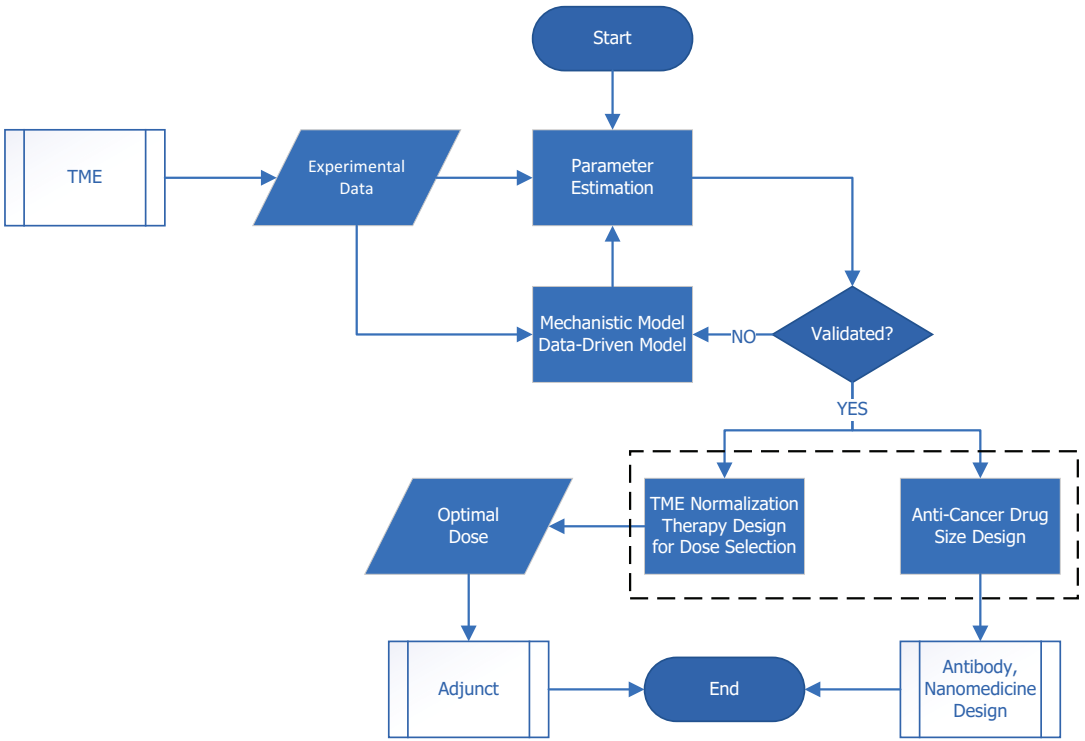 Start
TME
Experimental
Data
Parameter
Estimation
Mechanistic Model
Data-Driven Model
NO
Validated?
YES
Optimal
Dose
TME Normalization
Therapy Design
for Dose Selection
Anti-Cancer Drug
Size Design
Adjunct
End
Antibody,
Nanomedicine
Design